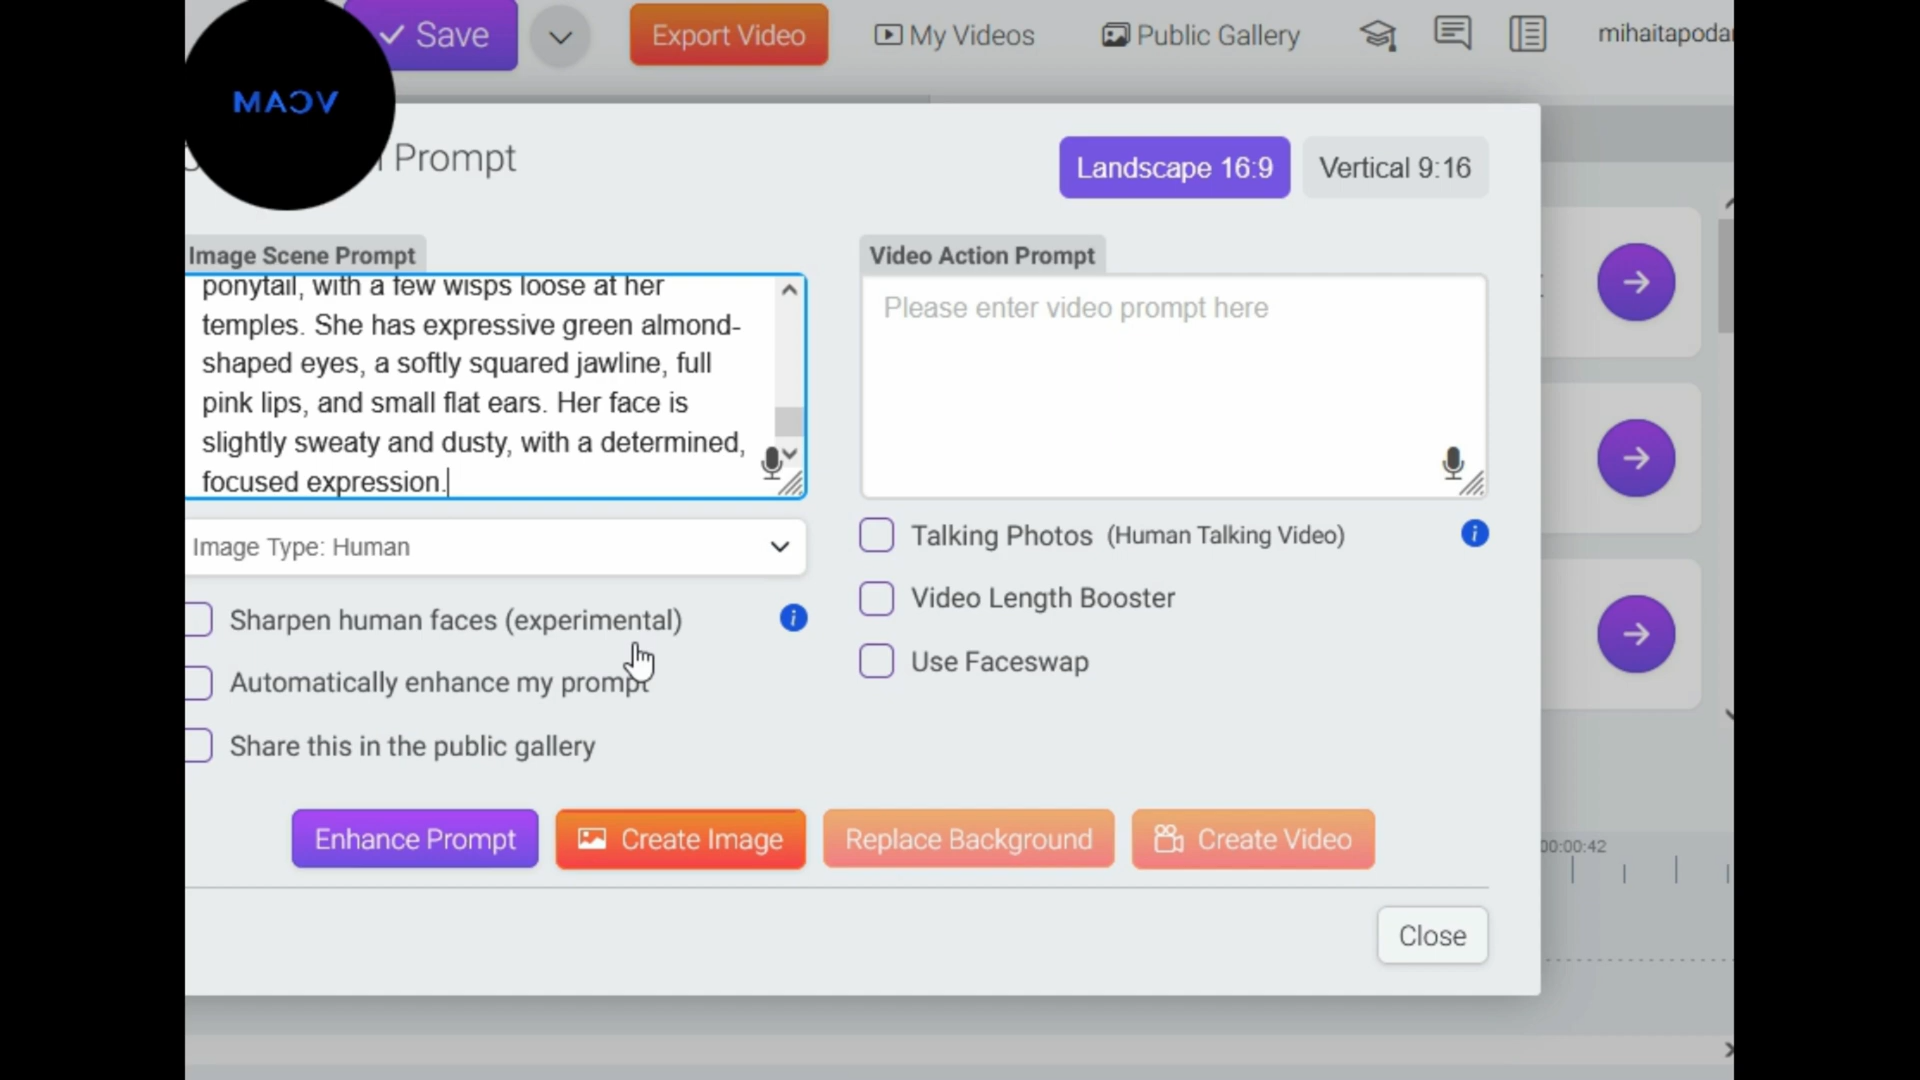 Save
Export Video
My Videos
Public Gallery
mihaitapodar
VCAM
Prompt
Landscape 16:9
Vertical 9:16
Image Scene Prompt
ponytail, with a few wisps loose at her
temples. She has expressive green almond-
shaped eyes, a softly squared jawline, full
pink lips, and small flat ears. Her face is
slightly sweaty and dusty, with a determined,
focused expression.
Image Type: Human
Sharpen human faces (experimental)
Automatically enhance my prompt
Share this in the public gallery
Video Action Prompt
Please enter video prompt here
Talking Photos (Human Talking Video)
Video Length Booster
Use Faceswap
Enhance Prompt
Create Image
Replace Background
Create Video
00:00:42
Close